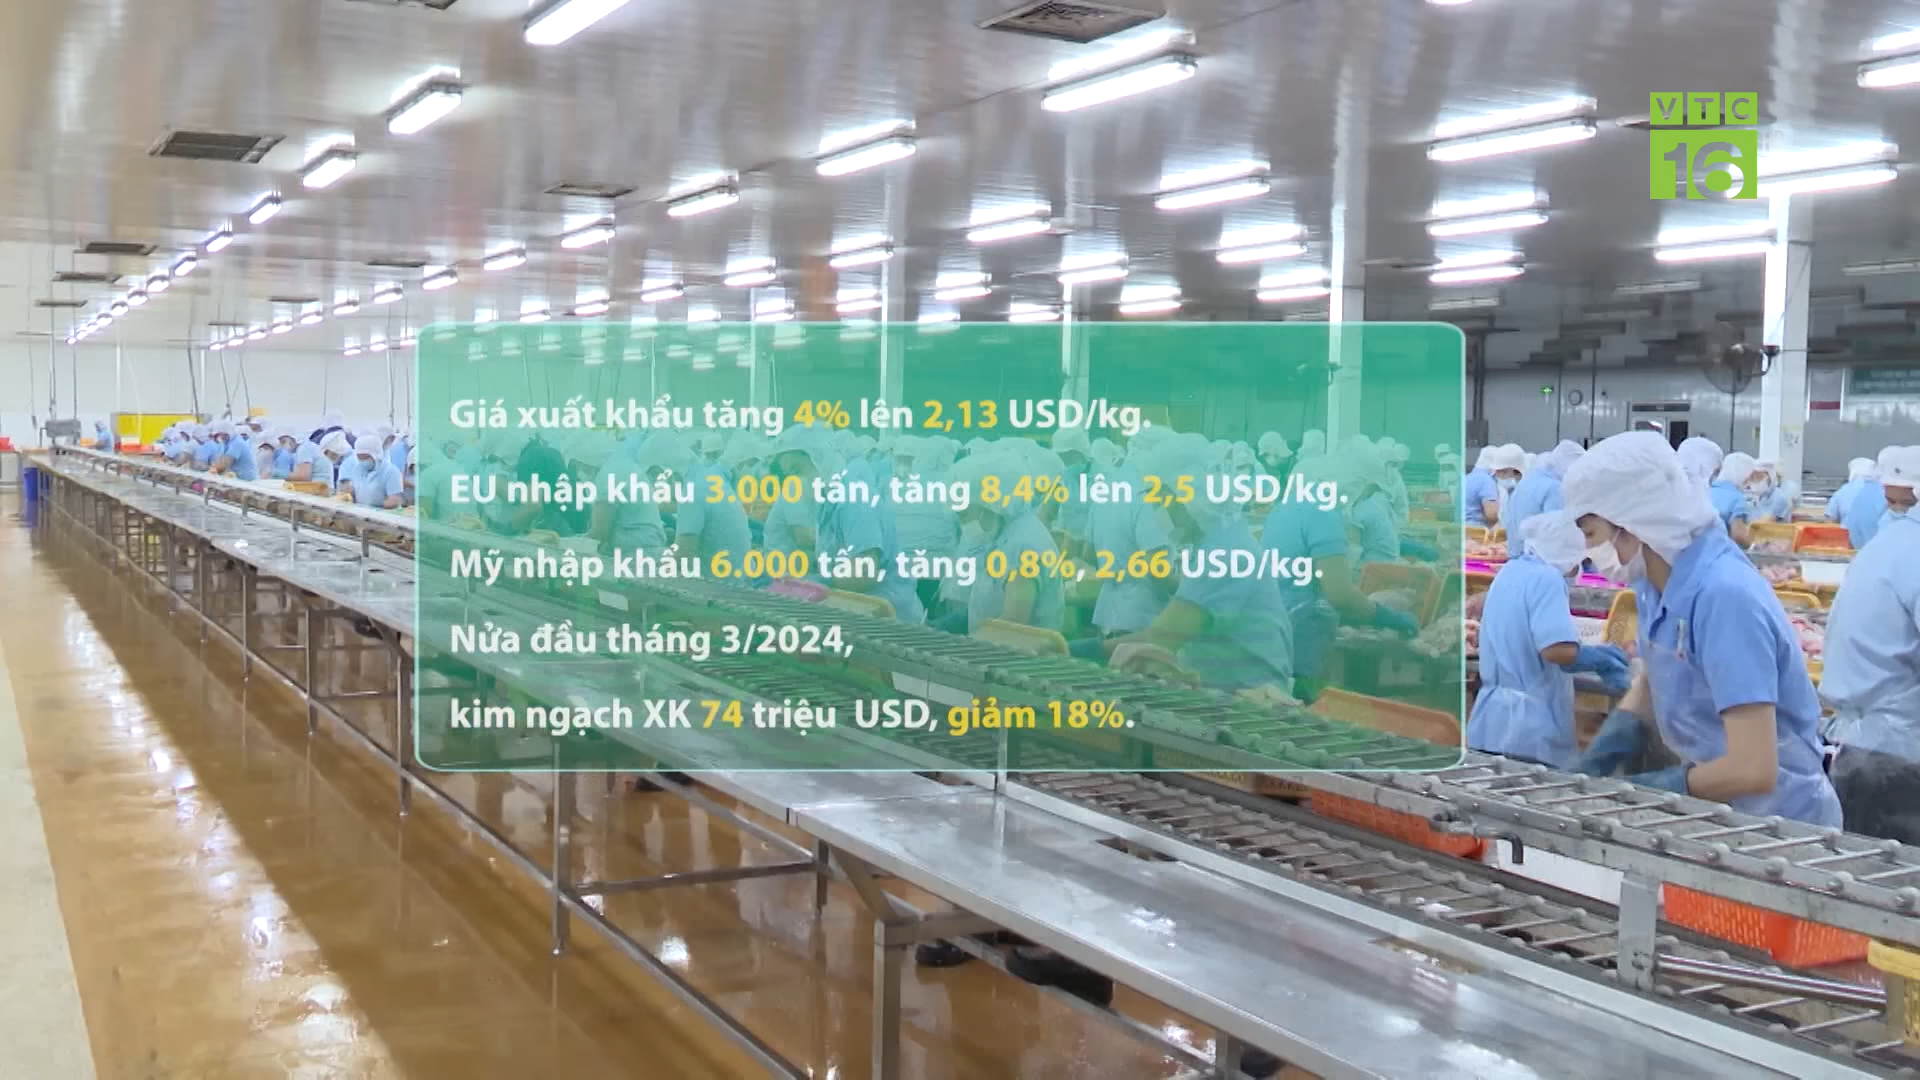 VTC
16
Giá xuất khẩu tăng 4% lên 2,13 USD/kg.
EU nhập khẩu 3.000 tấn, tăng 8,4% lên 2,5 USD/kg.
Mỹ nhập khẩu 6.000 tấn, tăng 0,8%, 2,66 USD/kg.
Nửa đầu tháng 3/2024,
kim ngạch XK 74 triệu USD, giảm 18%.